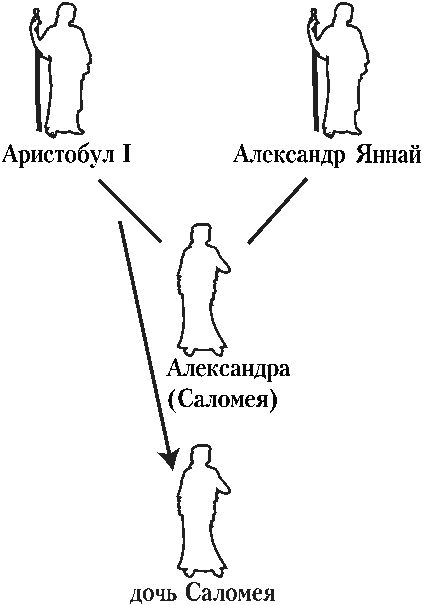 Аристобул I
Александр Яннай
Александра
(Саломея)
дочь Саломея